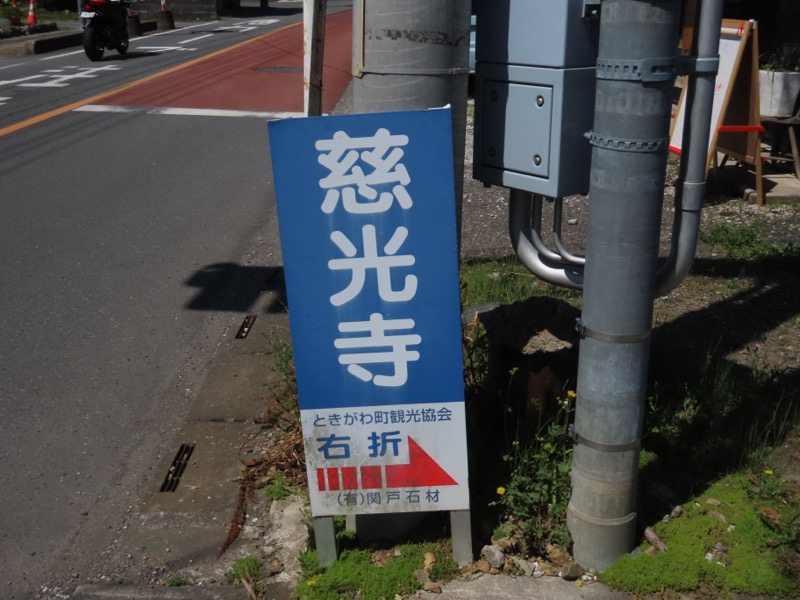 慈光寺
ときがわ町観光協会
右折
(有)関戸石材